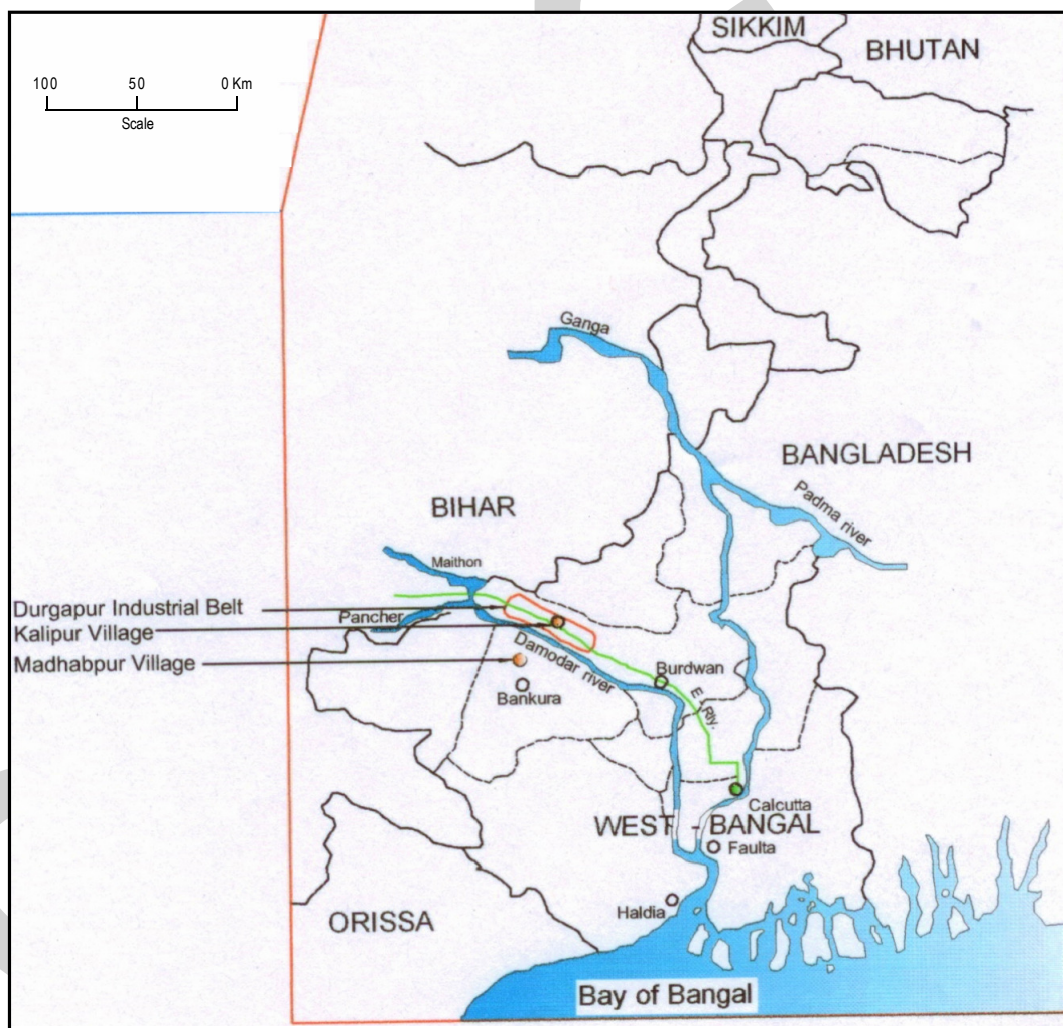 SIKKIM
BHUTAN
100 50 0 Km
Scale
Ganga
BANGLADESH
Padma river
BIHAR
Maithon
Durgapur Industrial Belt
Pancher
Kalipur Village
Madhabpur Village
Damodar river
Burdwan
Bankura
E. Rly.
Calcutta
WEST - BANGAL
Faulta
Haldia
ORISSA
Bay of Bangal